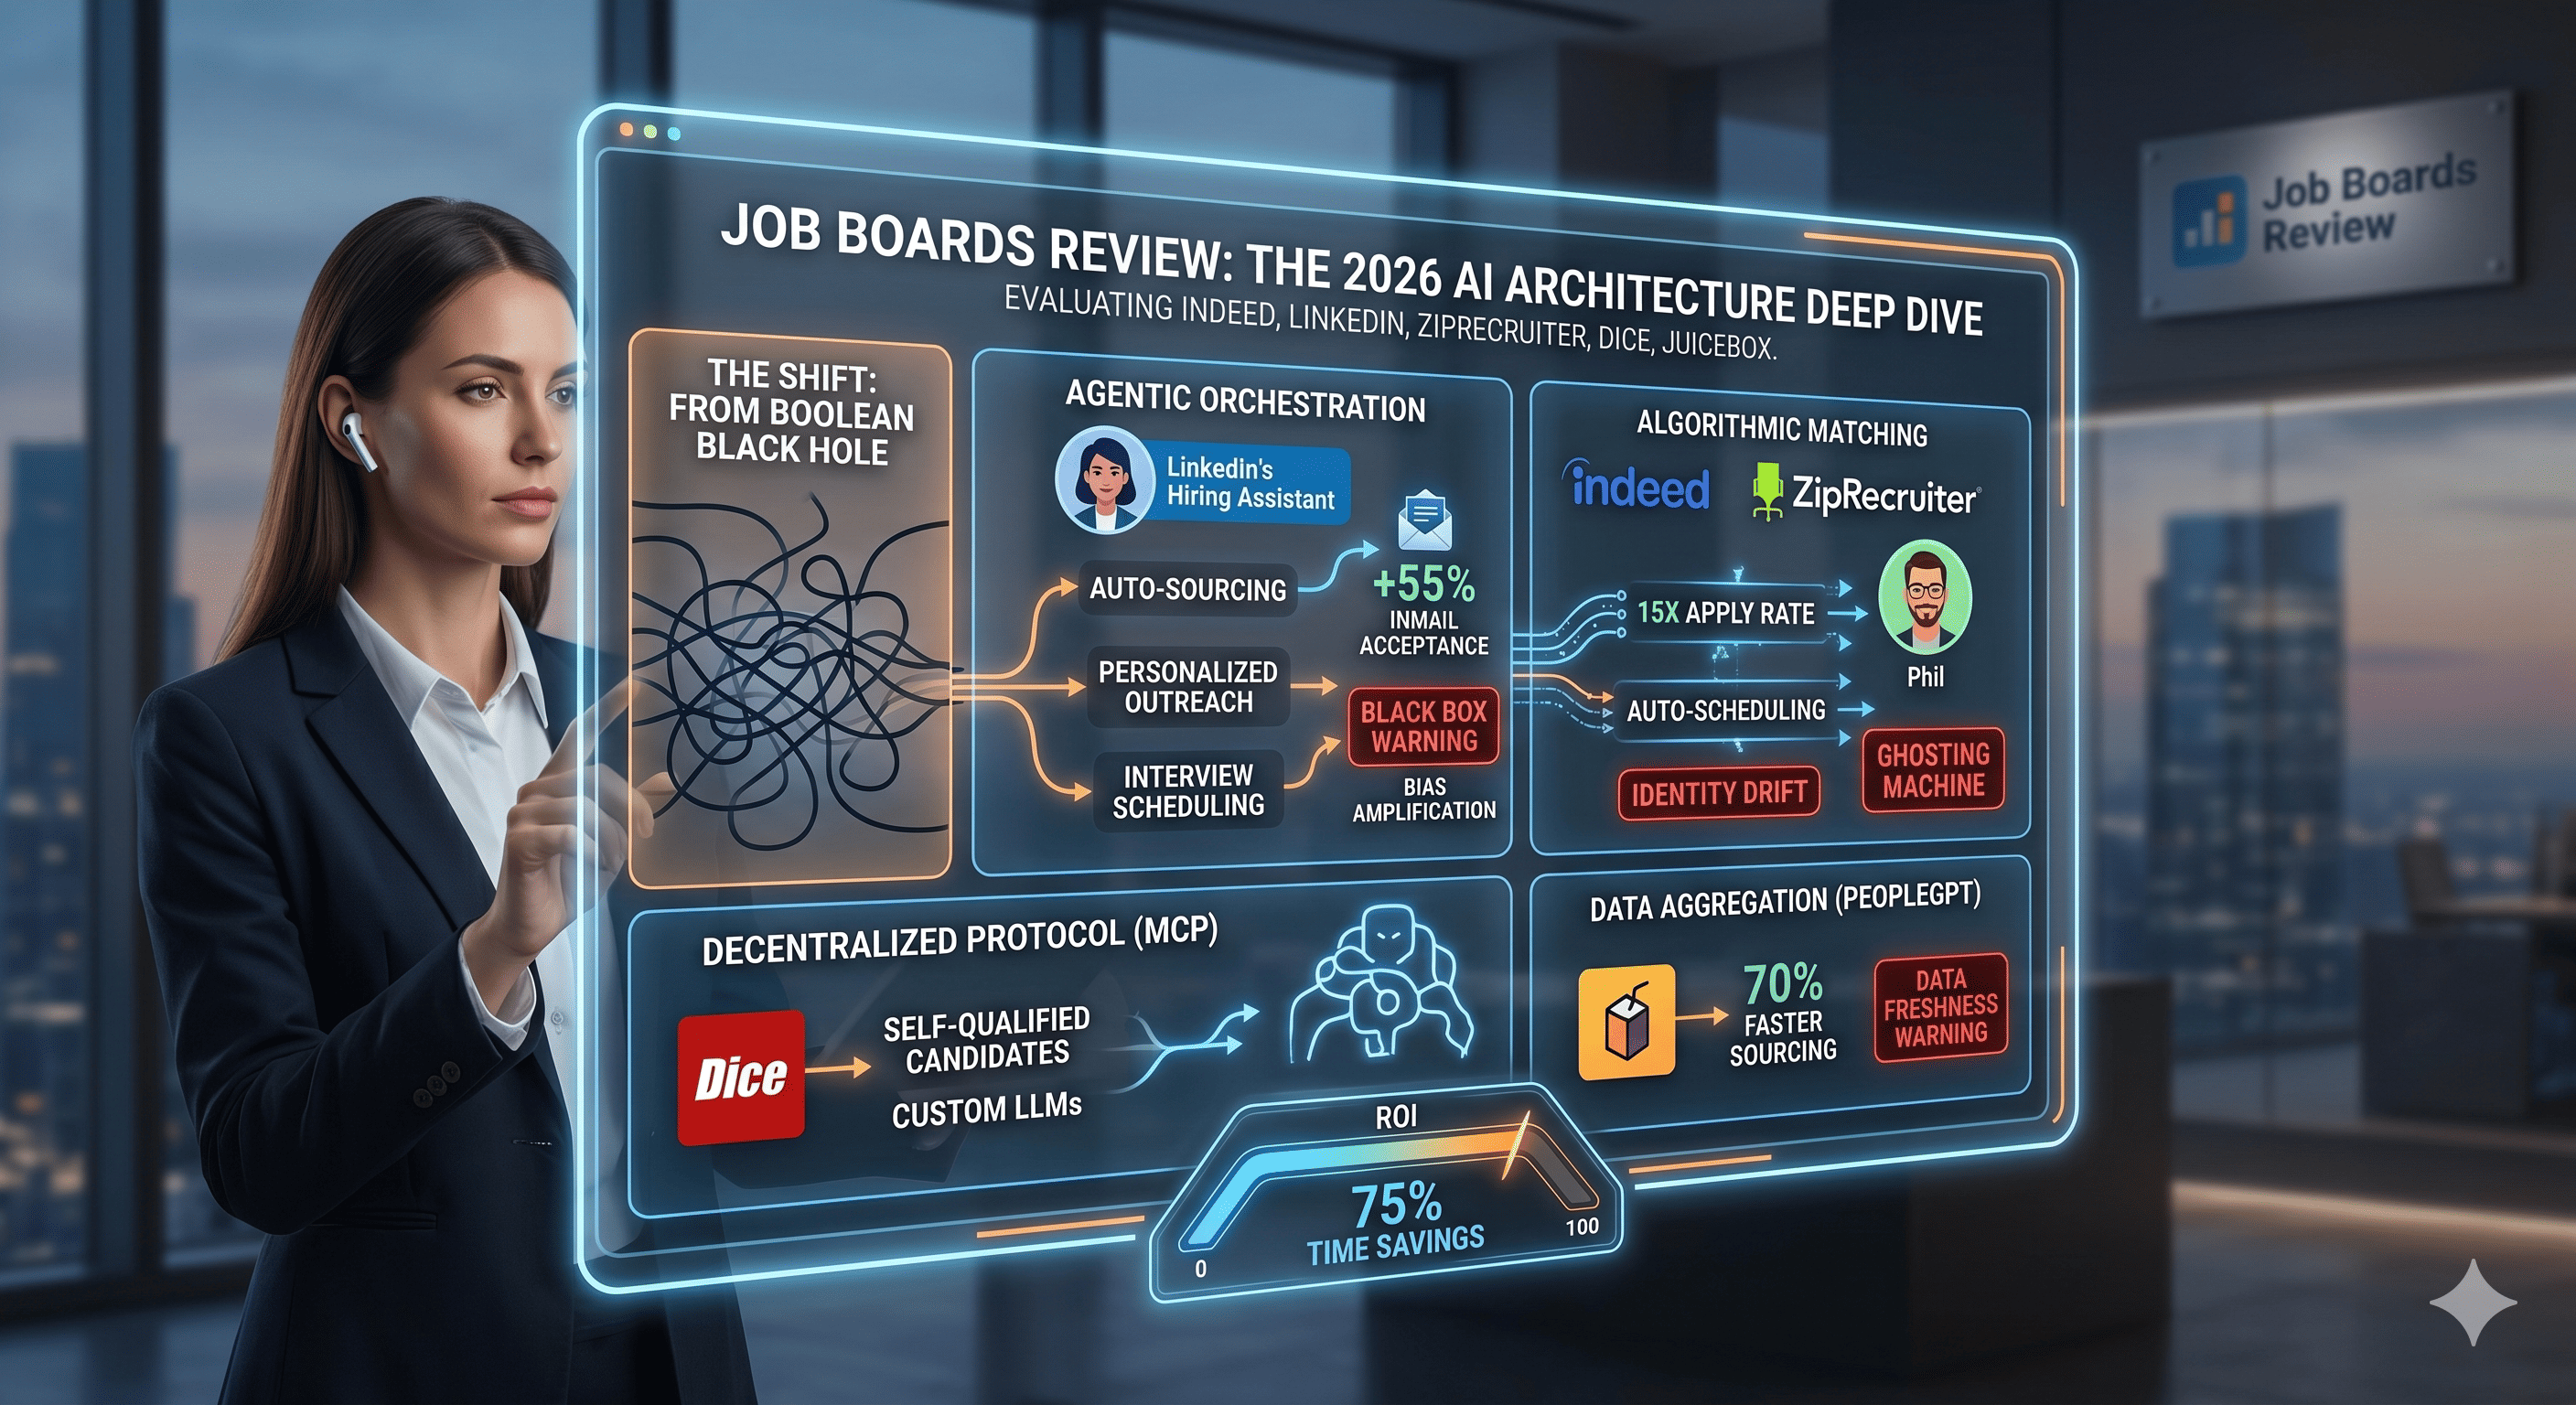 Job Boards
Review
JOB BOARDS REVIEW: THE 2026 AI ARCHITECTURE DEEP DIVE
EVALUATING INDEED, LINKEDIN, ZIPRECRUITER, DICE, JUICEBOX.
THE SHIFT:
FROM BOOLEAN
BLACK HOLE
AGENTIC ORCHESTRATION
Linkedin's
Hiring Assistant
AUTO-SOURCING
+55%
INMAIL
ACCEPTANCE
PERSONALIZED
OUTREACH
BLACK BOX
WARNING
INTERVIEW
SCHEDULING
BIAS
AMPLIFICATION
ALGORITHMIC MATCHING
indeed
ZipRecruiter®
15X APPLY RATE
Phil
AUTO-SCHEDULING
IDENTITY DRIFT
GHOSTING
MACHINE
DECENTRALIZED PROTOCOL (MCP)
Dice
SELF-QUALIFIED
CANDIDATES
CUSTOM LLMs
DATA AGGREGATION (PEOPLEGPT)
70%
FASTER
SOURCING
DATA
FRESHNESS
WARNING
ROI
75%
TIME SAVINGS
0
100